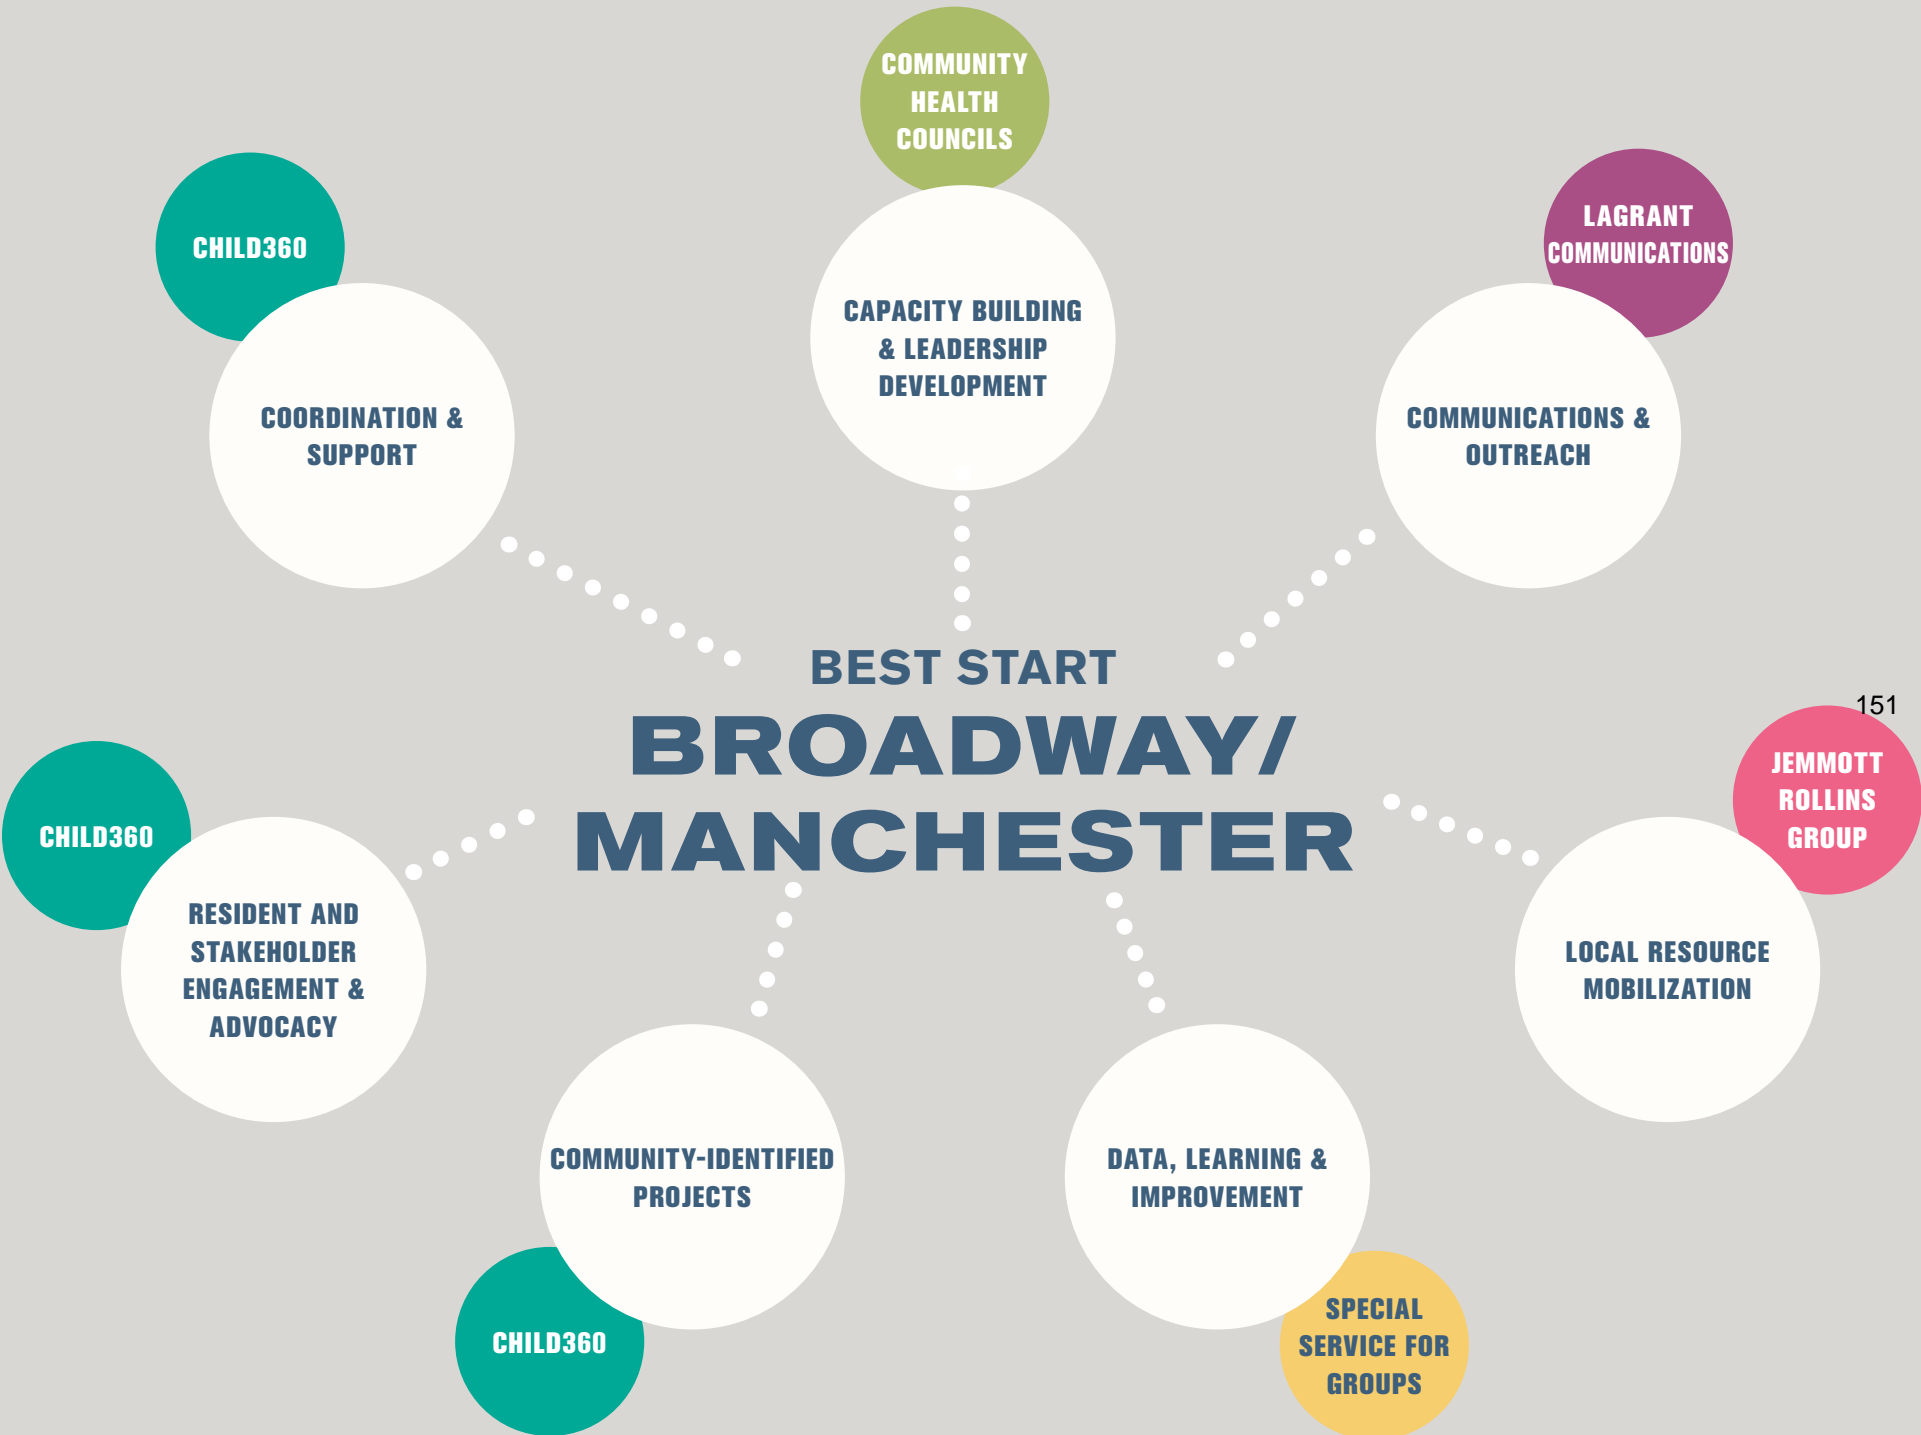 COMMUNITY
HEALTH
COUNCILS
CAPACITY BUILDING
& LEADERSHIP
DEVELOPMENT
CHILD360
COORDINATION &
SUPPORT
LAGRANT
COMMUNICATIONS
COMMUNICATIONS &
OUTREACH
BEST START
BROADWAY/
MANCHESTER
151
JEMMOTT
ROLLINS
GROUP
LOCAL RESOURCE
MOBILIZATION
CHILD360
RESIDENT AND
STAKEHOLDER
ENGAGEMENT &
ADVOCACY
COMMUNITY-IDENTIFIED
PROJECTS
CHILD360
DATA, LEARNING &
IMPROVEMENT
SPECIAL
SERVICE FOR
GROUPS